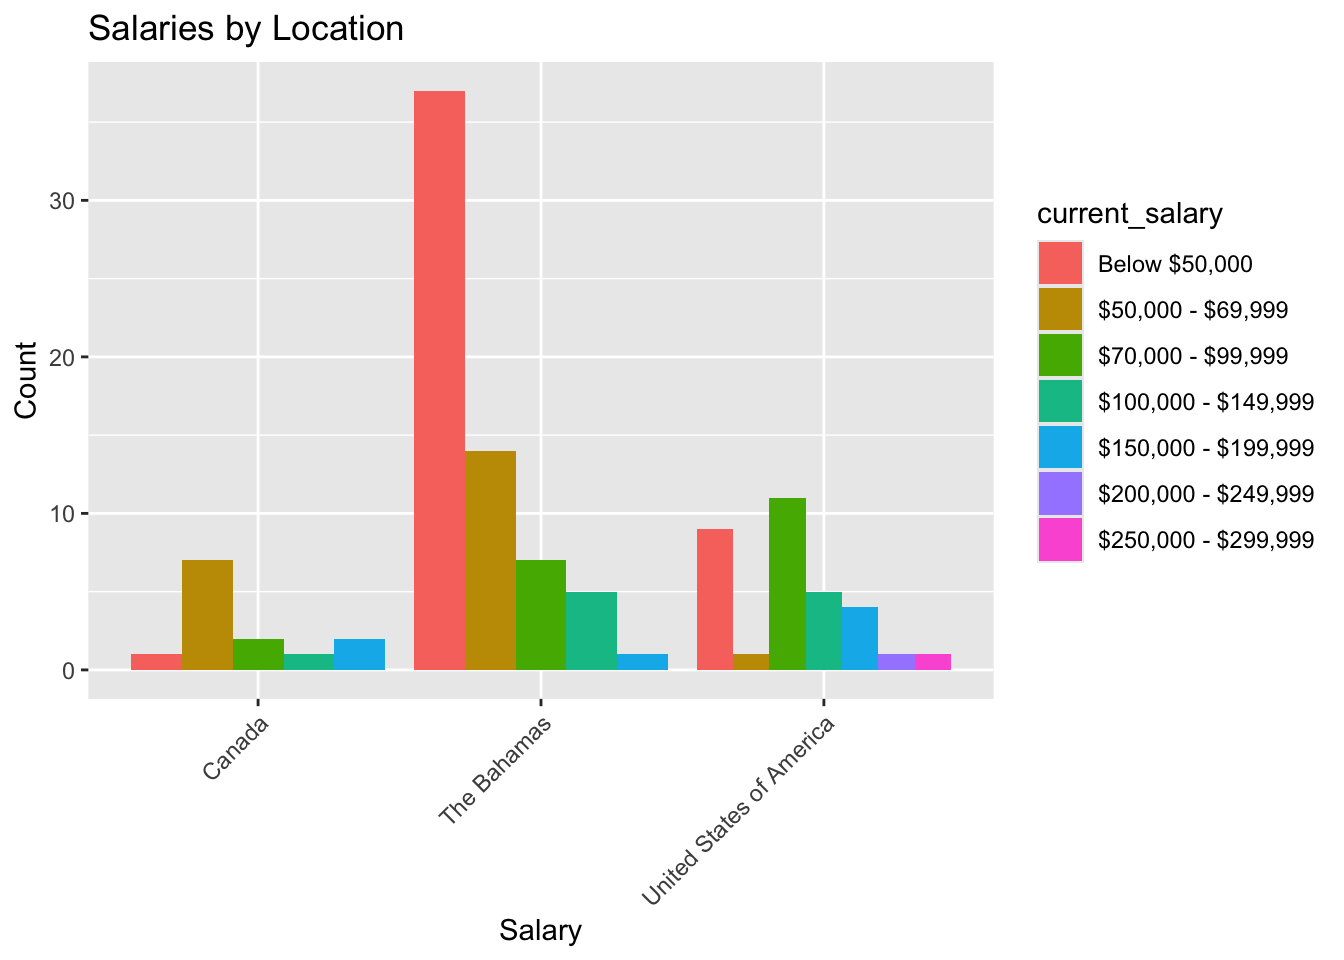 Salaries by Location
Count
30
20
10
0
Canada
The Bahamas
United States of America
Salary
current_salary
Below $50,000
$50,000 - $69,999
$70,000 - $99,999
$100,000 - $149,999
$150,000 - $199,999
$200,000 - $249,999
$250,000 - $299,999